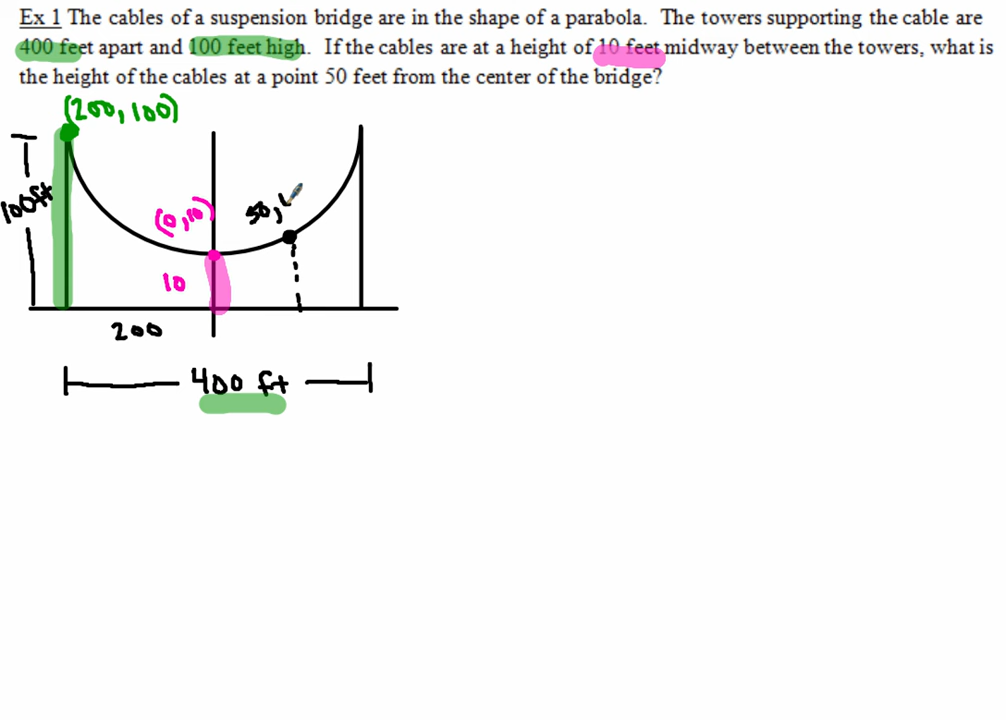 Ex 1 The cables of a suspension bridge are in the shape of a parabola. The towers supporting the cable are
400 feet apart and 100 feet high. If the cables are at a height of 10 feet midway between the towers, what is
the height of the cables at a point 50 feet from the center of the bridge?
(200, 100)
100ft
(0,10)
50,
10
200
400 ft